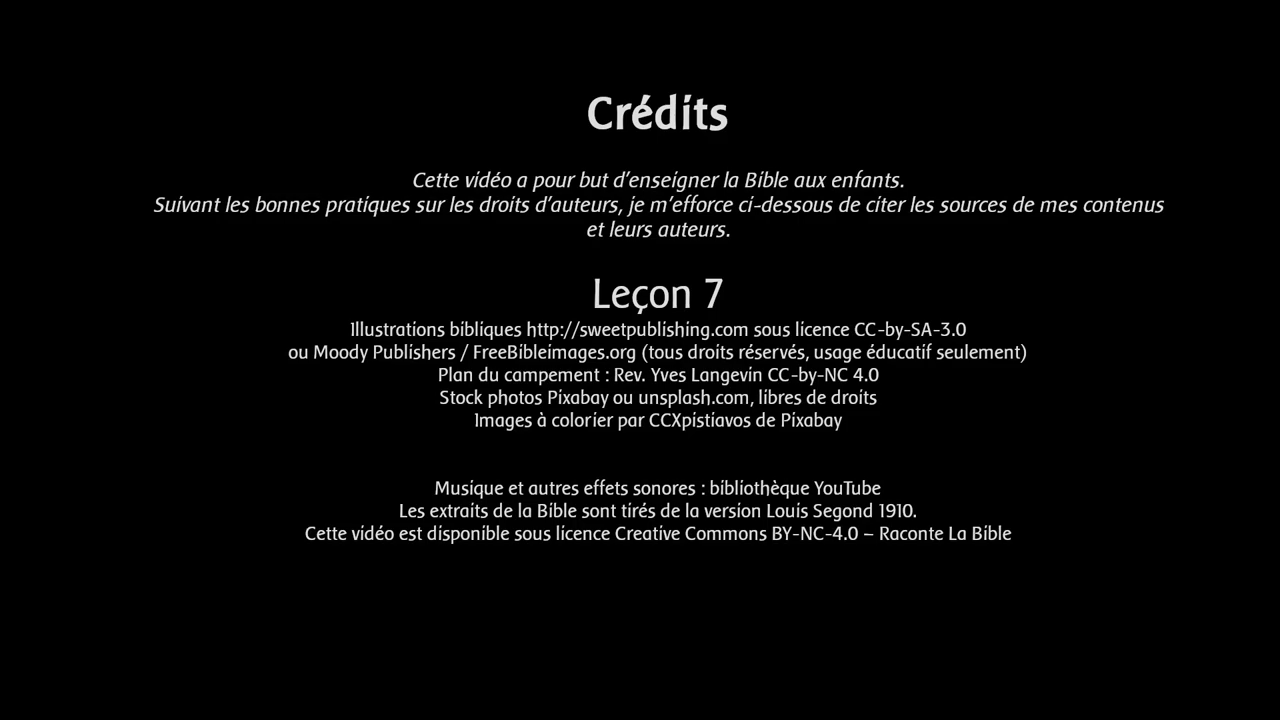 Crédits
Cette vidéo a pour but d’enseigner la Bible aux enfants.
Suivant les bonnes pratiques sur les droits d’auteurs, je m’efforce ci-dessous de citer les sources de mes contenus
et leurs auteurs.
Leçon 7
Illustrations bibliques http://sweetpublishing.com sous licence CC-by-SA-3.0
ou Moody Publishers / FreeBibleimages.org (tous droits réservés, usage éducatif seulement)
Plan du campement : Rev. Yves Langevin CC-by-NC 4.0
Stock photos Pixabay ou unsplash.com, libres de droits
Images à colorier par CCXpistiavos de Pixabay
Musique et autres effets sonores : bibliothèque YouTube
Les extraits de la Bible sont tirés de la version Louis Segond 1910.
Cette vidéo est disponible sous licence Creative Commons BY-NC-4.0 – Raconte La Bible